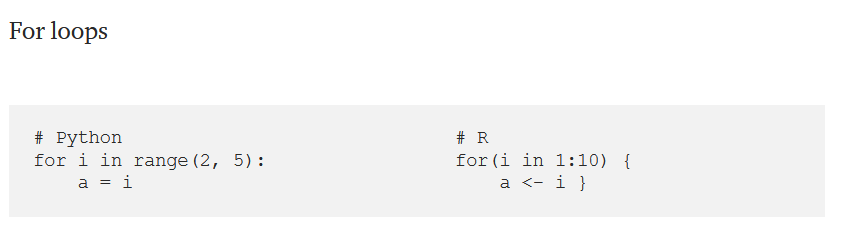 For loops
# Python
for i in range(2, 5):
    a = i
# R
for(i in 1:10) {
    a <- i }